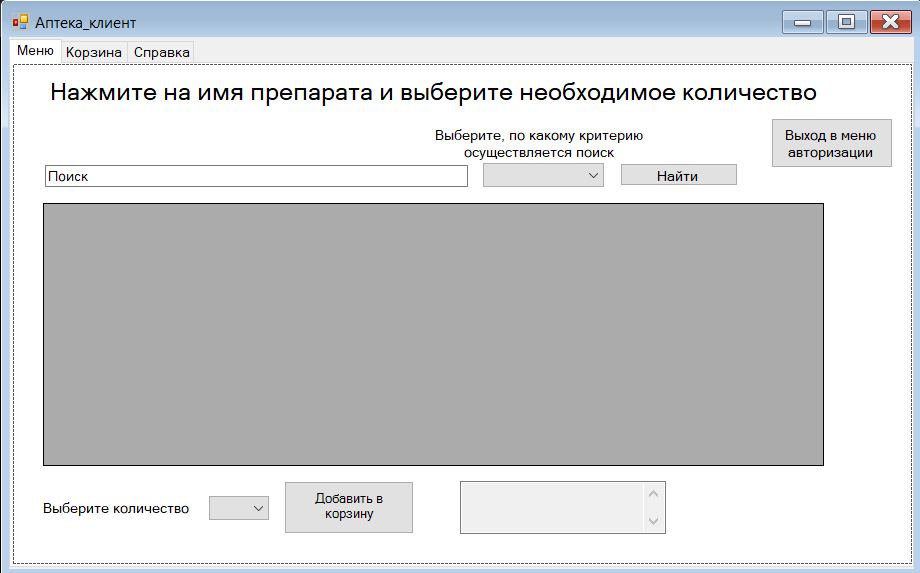 Аптека_клиент
Меню Корзина Справка
Нажмите на имя препарата и выберите необходимое количество
Выберите, по какому критерию
осуществляется поиск
Выход в меню
авторизации
Поиск
Найти
Выберите количество
Добавить в
корзину